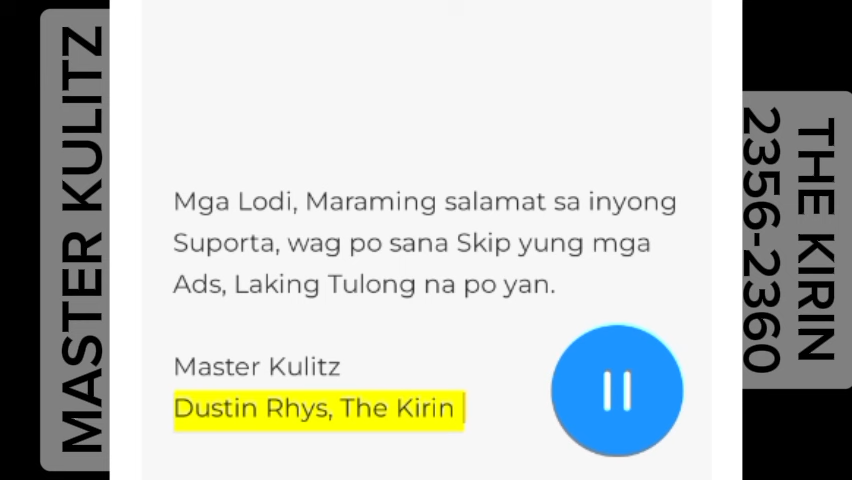 MASTER KULITZ
Mga Lodi, Maraming salamat sa inyong
Suporta, wag po sana Skip yung mga
Ads, Laking Tulong na po yan.
Master Kulitz
Dustin Rhys, The Kirin
THE KIRIN
2356-2360